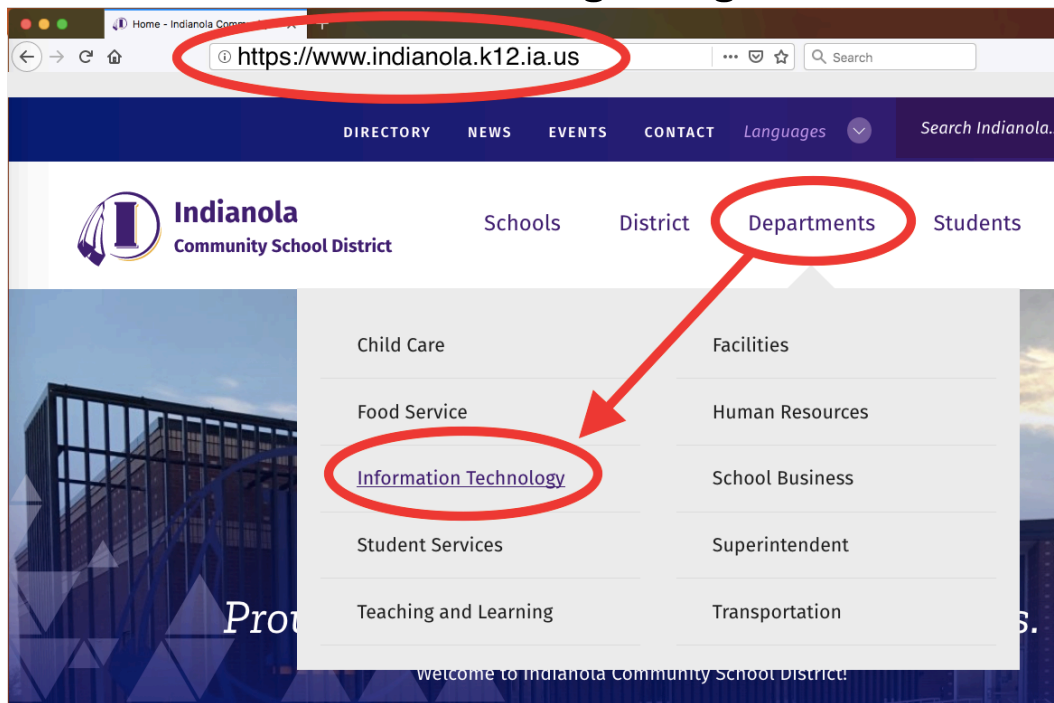 Home - Indianola
https://www.indianola.k12.ia.us
Search
DIRECTORY NEWS EVENTS CONTACT Languages Search Indianola..
Indianola
Community School District
Schools District Departments Students
Child Care Facilities
Food Service Human Resources
Information Technology School Business
Student Services Superintendent
Teaching and Learning Transportation
Welcome to Indianola Community School District!